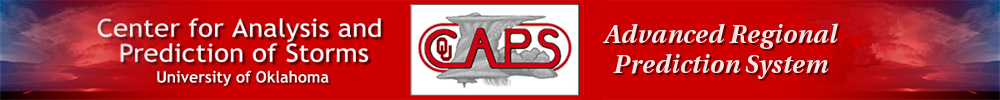 Center for Analysis and
Prediction of Storms
University of Oklahoma
OU CAPS
Advanced Regional
Prediction System